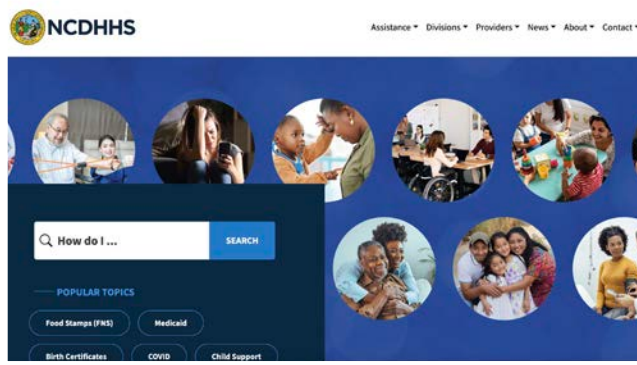 NCDHHS
Assistance Divisions Providers News About Contact
How do I ...
SEARCH
POPULAR TOPICS
Food Stamps (FNS) Medicaid
Birth Certificates COVID Child Support